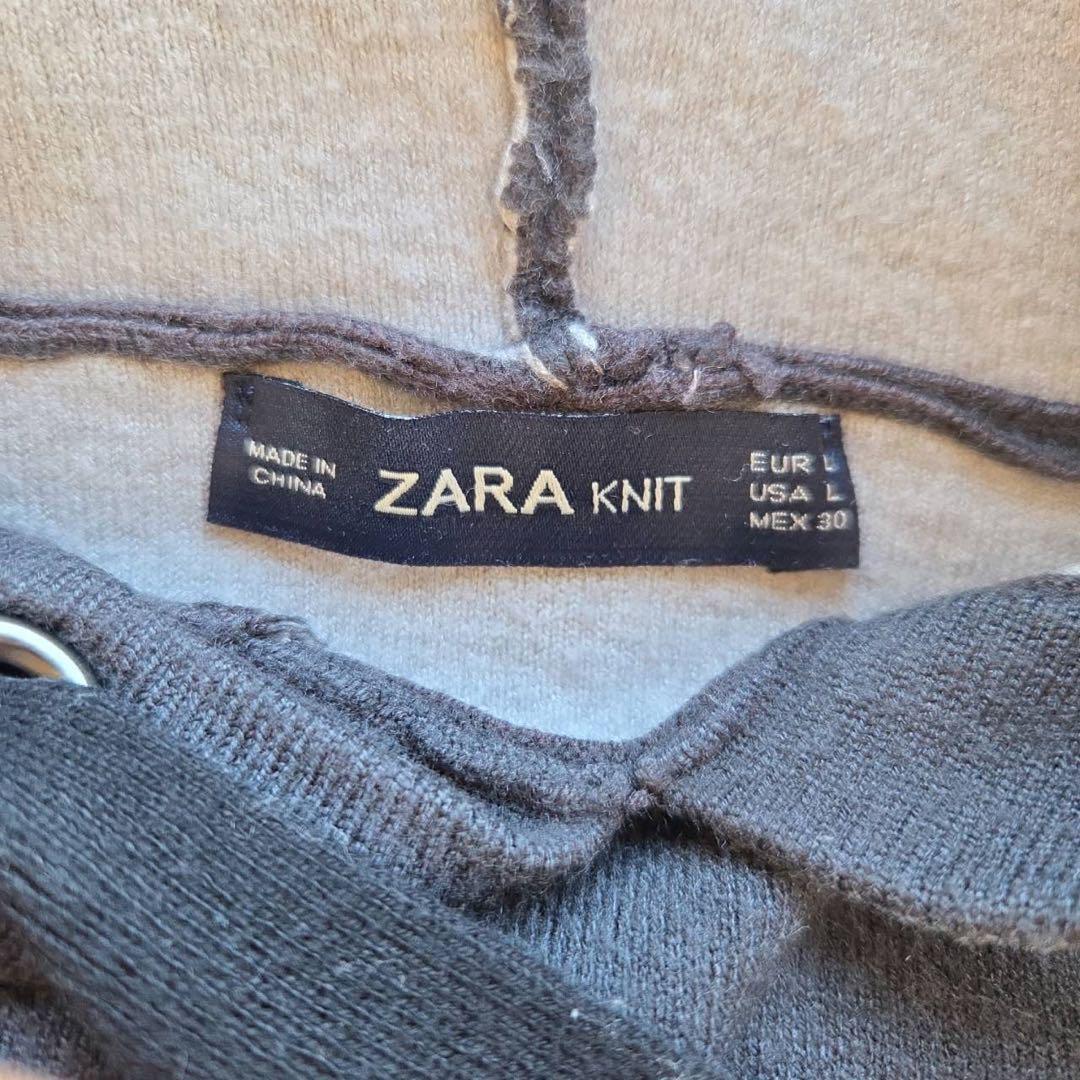 MADE IN
CHINA
ZARA KNIT
EUR L
USA L
MEX 30